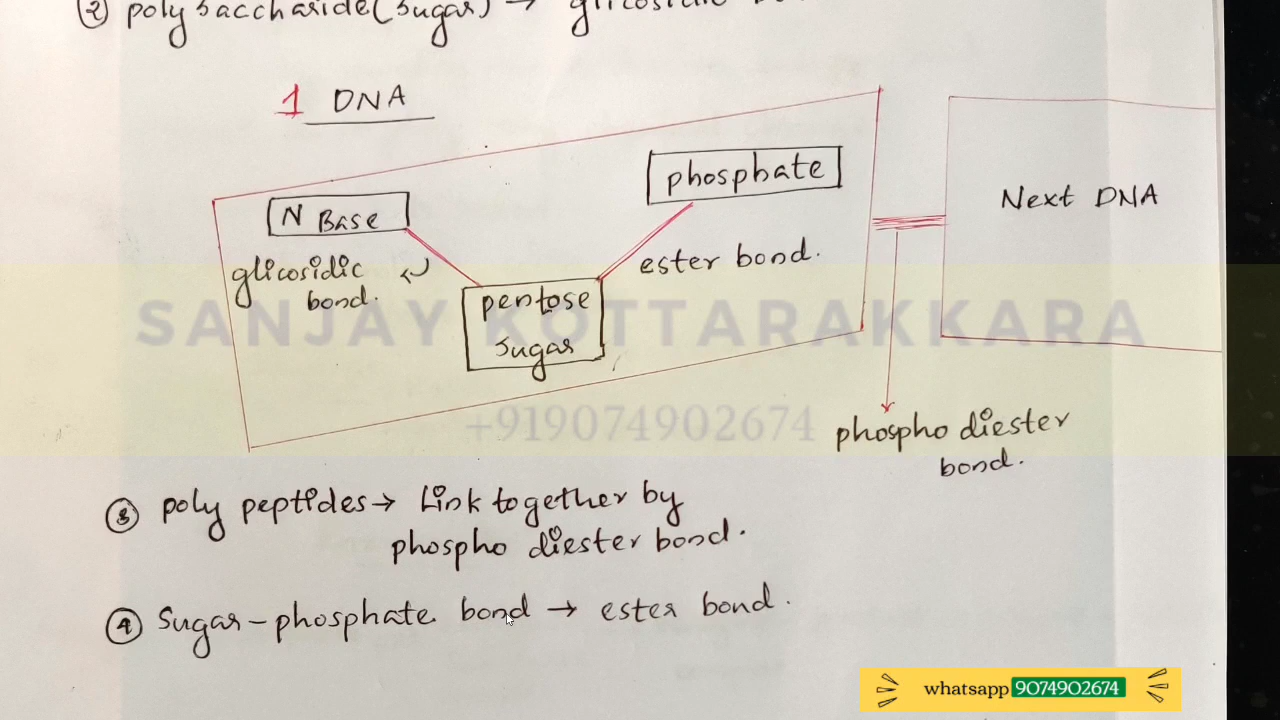 ② poly saccharide(sugar) → glicosidic
1 DNA
phosphate
N Base
Next DNA
glicosidic
bond.
ester bond.
pentose
sugar
SANJAY KOTTARAKKARA
+919074902674
phospho diester
bond.
③ poly peptides → Link together by
phospho diester bond.
④ Sugar - phosphate bond → ester bond.
whatsapp 9074902674